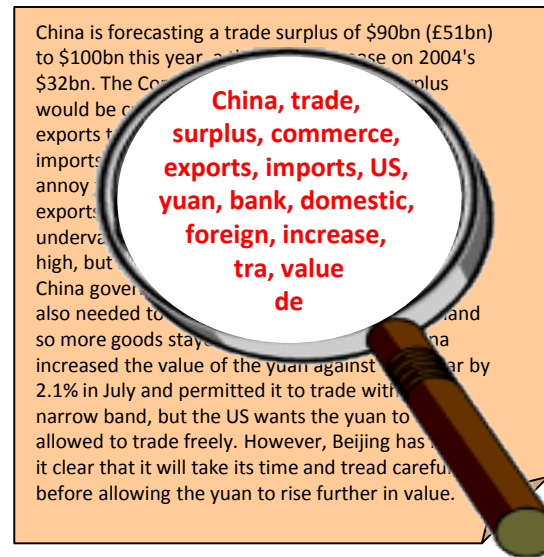 China is forecasting a trade surplus of $90bn (£51bn)
to $100bn this year, a ase on 2004's
$32bn. The Co plus
would be
exports t
imports
annoy
exports
underva
high, but
China gover
also needed to and
so more goods stay na
increased the value of the yuan against ar by
2.1% in July and permitted it to trade with
narrow band, but the US wants the yuan to
allowed to trade freely. However, Beijing has
it clear that it will take its time and tread careful
before allowing the yuan to rise further in value.
China, trade,
surplus, commerce,
exports, imports, US,
yuan, bank, domestic,
foreign, increase,
tra, value
de